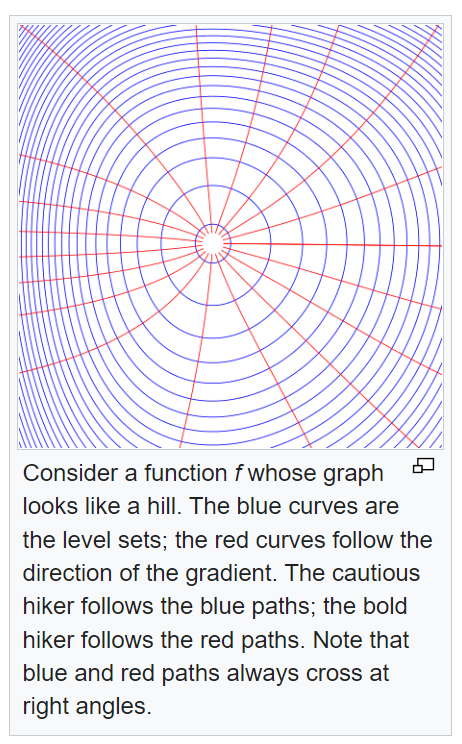 Consider a function f whose graph
looks like a hill. The blue curves are
the level sets; the red curves follow the
direction of the gradient. The cautious
hiker follows the blue paths; the bold
hiker follows the red paths. Note that
blue and red paths always cross at
right angles.